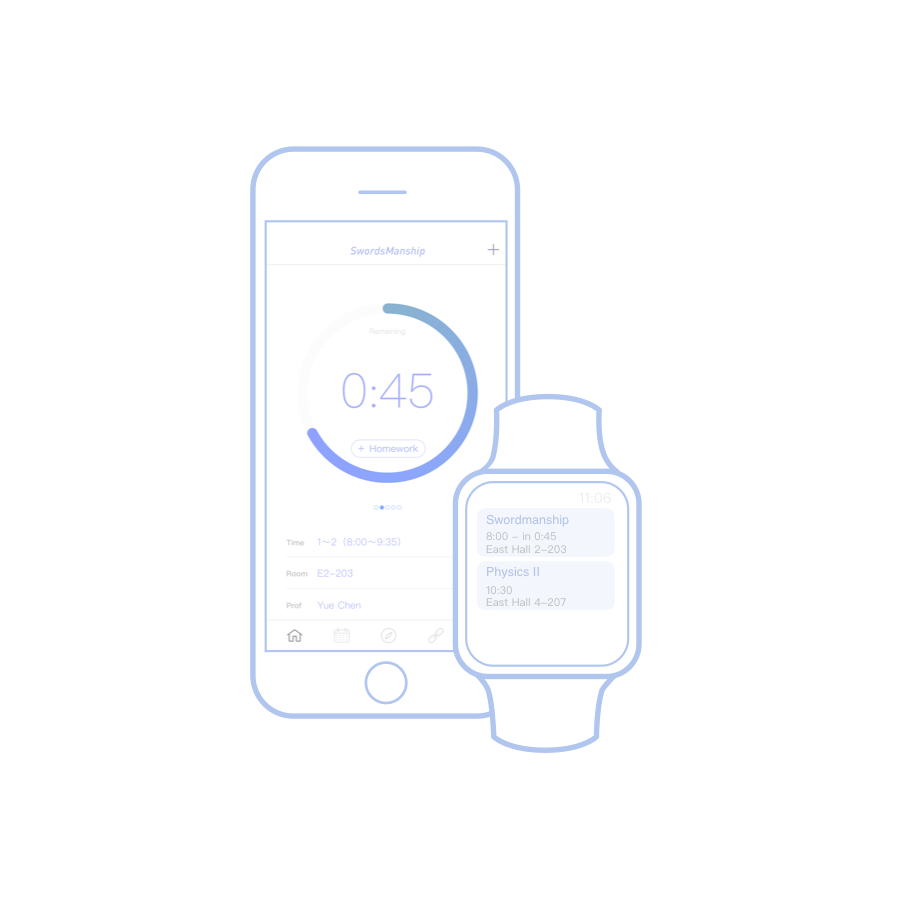 SwordsManship
Remaining
0:45
+ Homework
Time 1～2 (8:00～9:35)
Room E2-203
Prof Yue Chen
11:06
Swordmanship
8:00 - in 0:45
East Hall 2-203
Physics II
10:30
East Hall 4-207